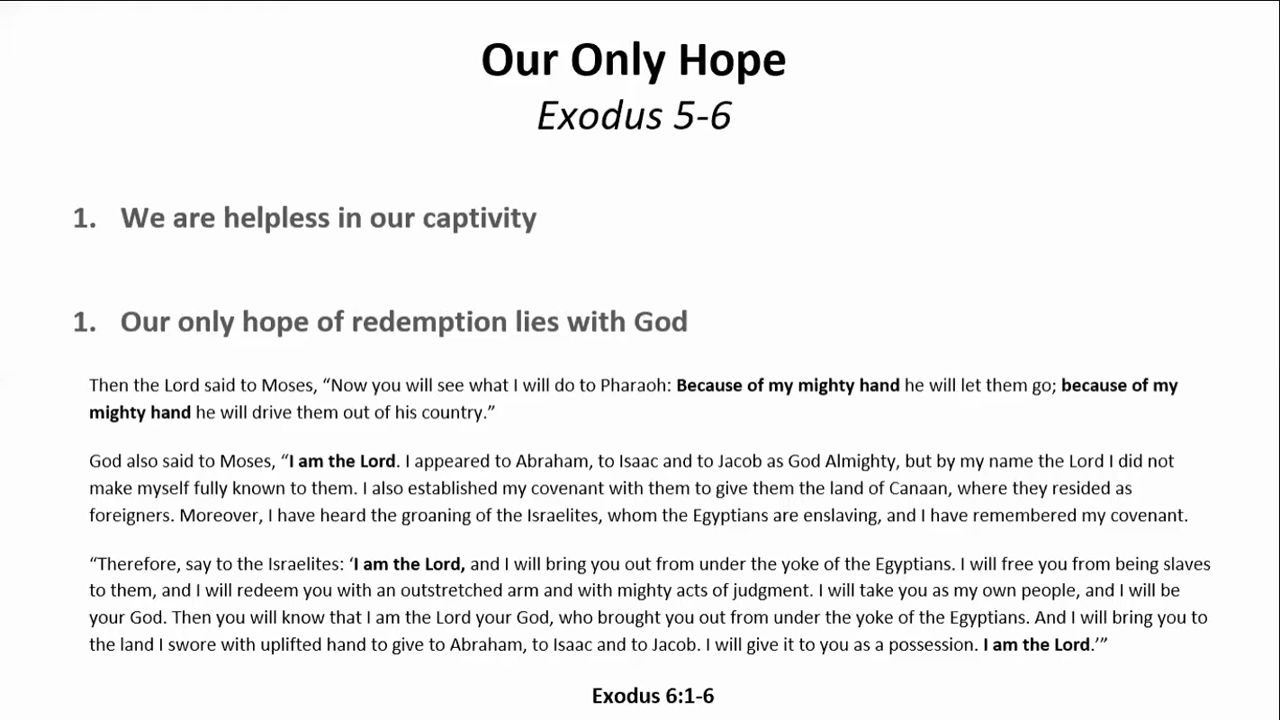 Our Only Hope
Exodus 5-6
1. We are helpless in our captivity
1. Our only hope of redemption lies with God
Then the Lord said to Moses, “Now you will see what I will do to Pharaoh: Because of my mighty hand he will let them go; because of my
mighty hand he will drive them out of his country.”
God also said to Moses, “I am the Lord. I appeared to Abraham, to Isaac and to Jacob as God Almighty, but by my name the Lord I did not
make myself fully known to them. I also established my covenant with them to give them the land of Canaan, where they resided as
foreigners. Moreover, I have heard the groaning of the Israelites, whom the Egyptians are enslaving, and I have remembered my covenant.
“Therefore, say to the Israelites: ‘I am the Lord, and I will bring you out from under the yoke of the Egyptians. I will free you from being slaves
to them, and I will redeem you with an outstretched arm and with mighty acts of judgment. I will take you as my own people, and I will be
your God. Then you will know that I am the Lord your God, who brought you out from under the yoke of the Egyptians. And I will bring you to
the land I swore with uplifted hand to give to Abraham, to Isaac and to Jacob. I will give it to you as a possession. I am the Lord.’”
Exodus 6:1-6